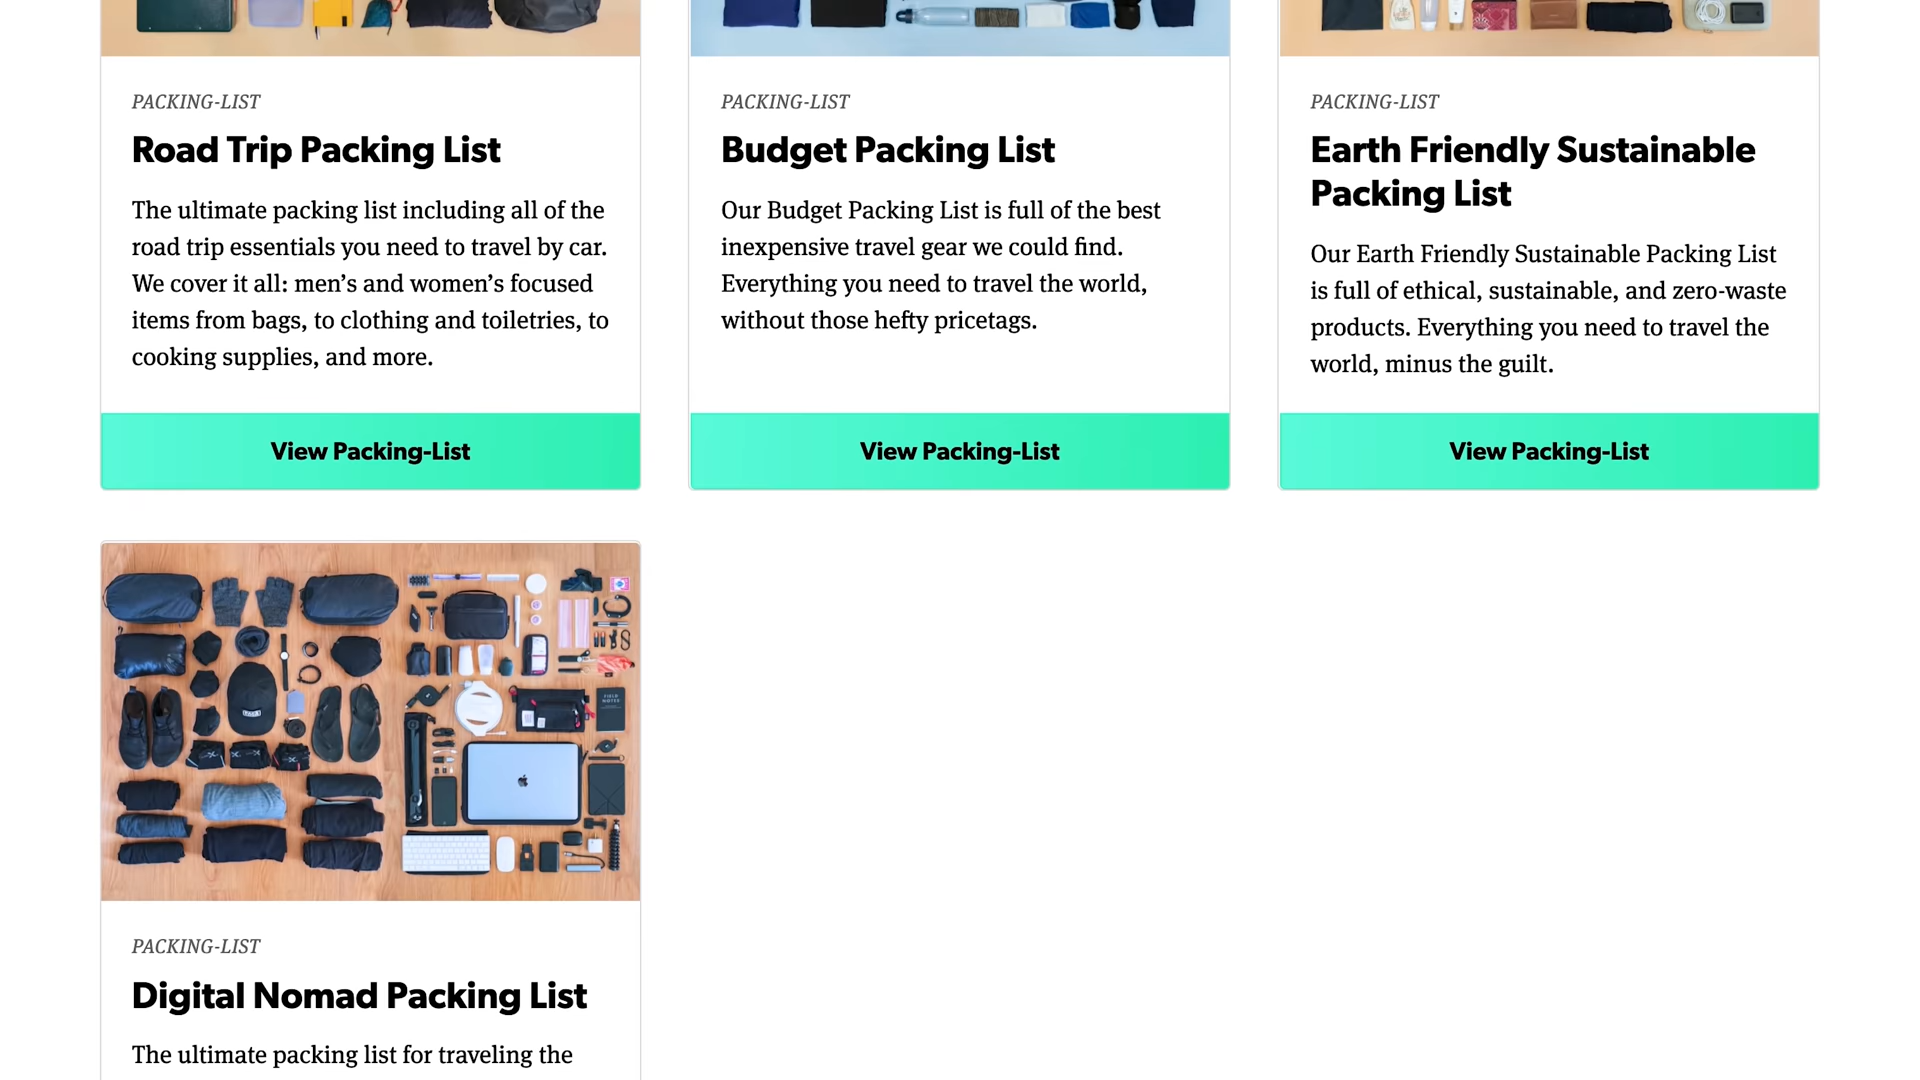 PACKING-LIST
Road Trip Packing List
The ultimate packing list including all of the
road trip essentials you need to travel by car.
We cover it all: men’s and women’s focused
items from bags, to clothing and toiletries, to
cooking supplies, and more.
View Packing-List
PACKING-LIST
Budget Packing List
Our Budget Packing List is full of the best
inexpensive travel gear we could find.
Everything you need to travel the world,
without those hefty pricetags.
View Packing-List
PACKING-LIST
Earth Friendly Sustainable
Packing List
Our Earth Friendly Sustainable Packing List
is full of ethical, sustainable, and zero-waste
products. Everything you need to travel the
world, minus the guilt.
View Packing-List
FIELD
NOTES
PACKING-LIST
Digital Nomad Packing List
The ultimate packing list for traveling the